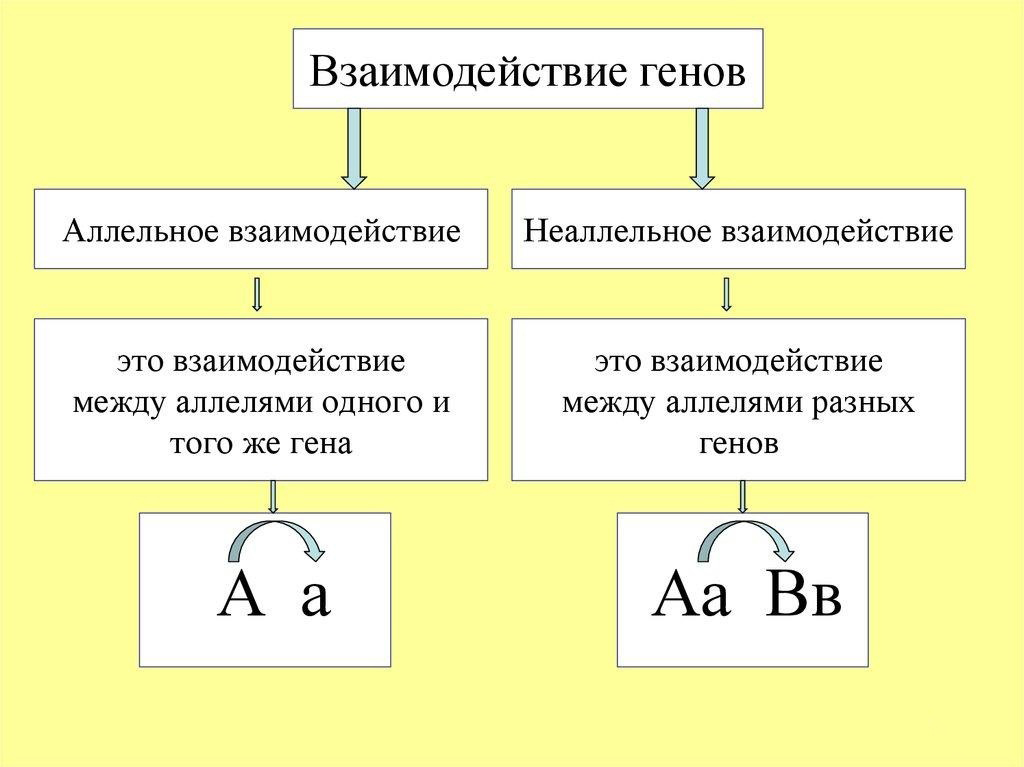 Взаимодействие генов
Аллельное взаимодействие
Неаллельное взаимодействие
это взаимодействие
между аллелями одного и
того же гена
это взаимодействие
между аллелями разных
генов
А а
Аа Вв